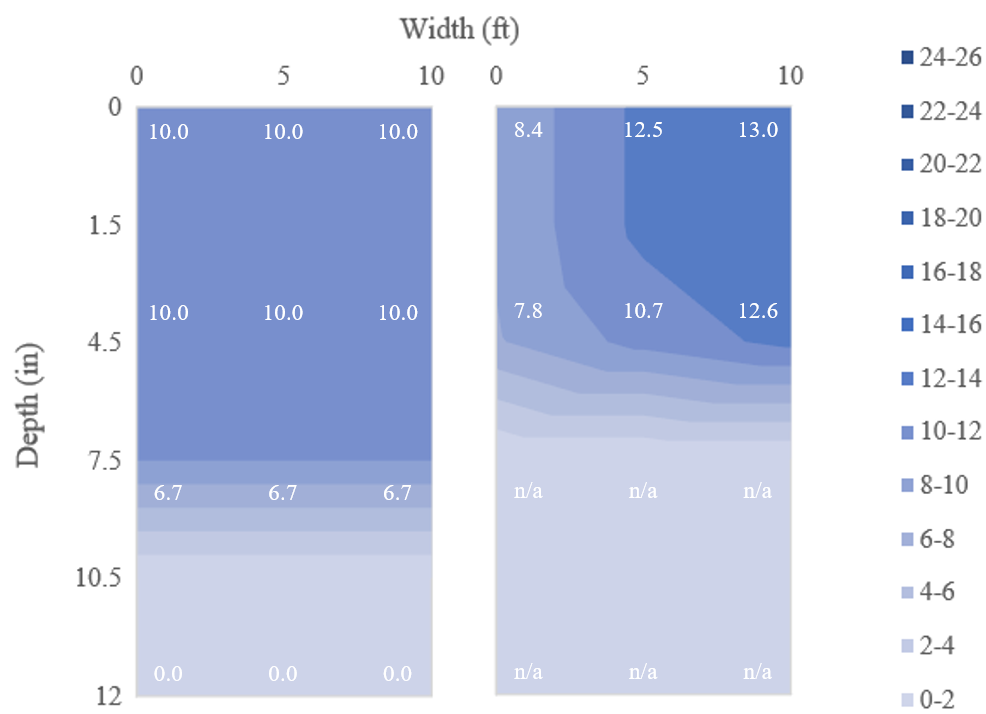 Width (ft)
0 5 10 0 5 10
Depth (in)
0
1.5
4.5
7.5
10.5
12
10.0 10.0 10.0
10.0 10.0 10.0
6.7 6.7 6.7
0.0 0.0 0.0
8.4 12.5 13.0
7.8 10.7 12.6
n/a n/a n/a
n/a n/a n/a
24-26
22-24
20-22
18-20
16-18
14-16
12-14
10-12
8-10
6-8
4-6
2-4
0-2